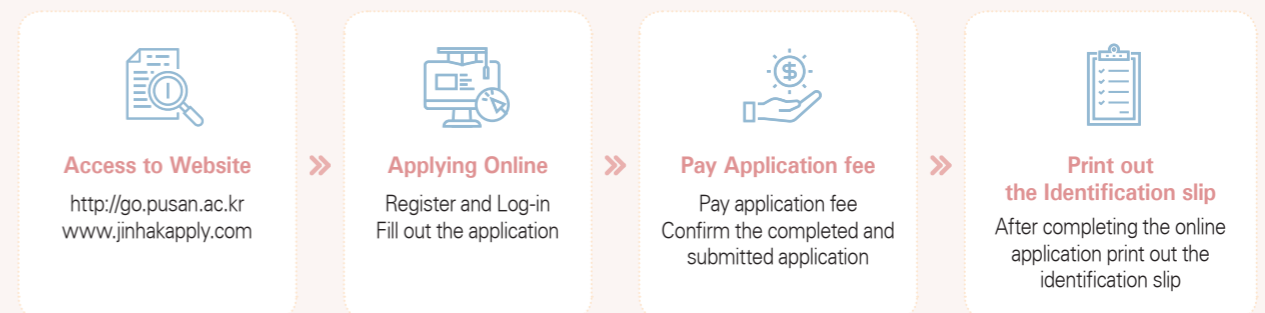 Access to Website
http://go.pusan.ac.kr
www.jinhakapply.com
Applying Online
Register and Log-in
Fill out the application
Pay Application fee
Pay application fee
Confirm the completed and
submitted application
Print out
the Identification slip
After completing the online
application print out the
identification slip